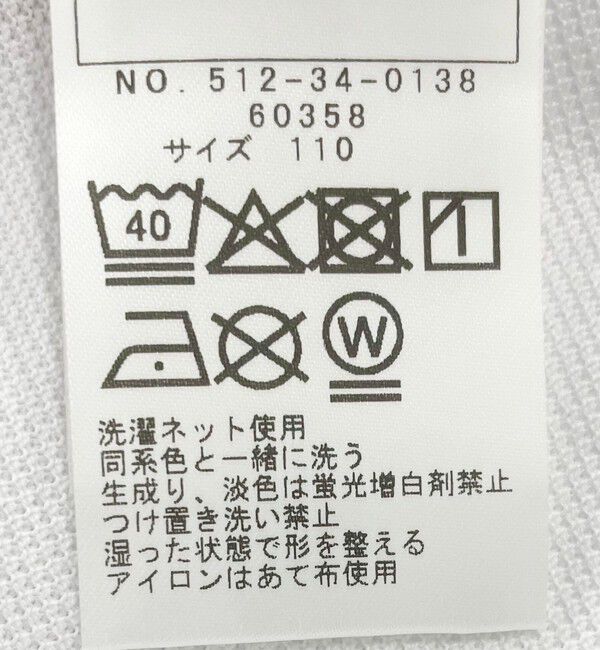 NO. 512-34-0138
60358
サイズ 110
40
W
洗濯ネット使用
同系色と一緒に洗う
生成り、淡色は蛍光増白剤禁止
つけ置き洗い禁止
湿った状態で形を整える
アイロンはあて布使用